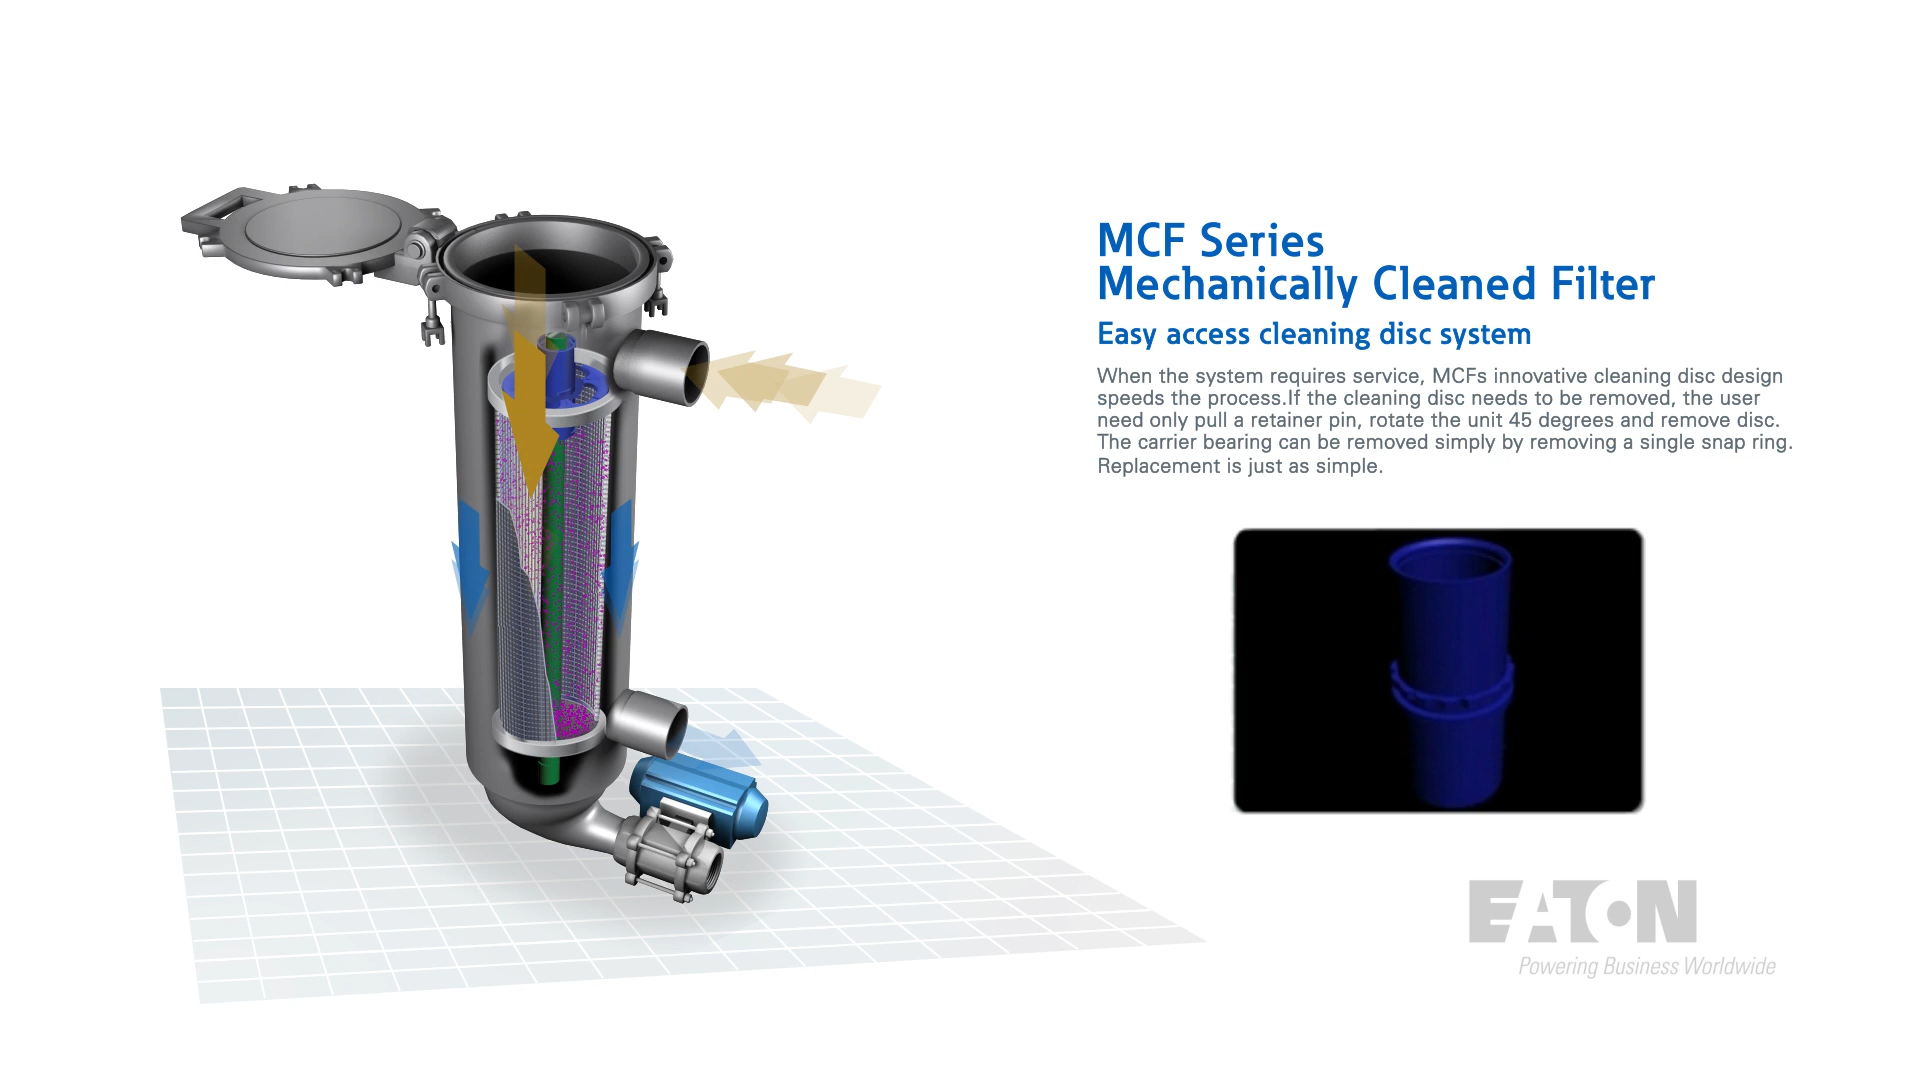 MCF Series
Mechanically Cleaned Filter
Easy access cleaning disc system
When the system requires service, MCFs innovative cleaning disc design
speeds the process.If the cleaning disc needs to be removed, the user
need only pull a retainer pin, rotate the unit 45 degrees and remove disc.
The carrier bearing can be removed simply by removing a single snap ring.
Replacement is just as simple.
EATON
Powering Business Worldwide